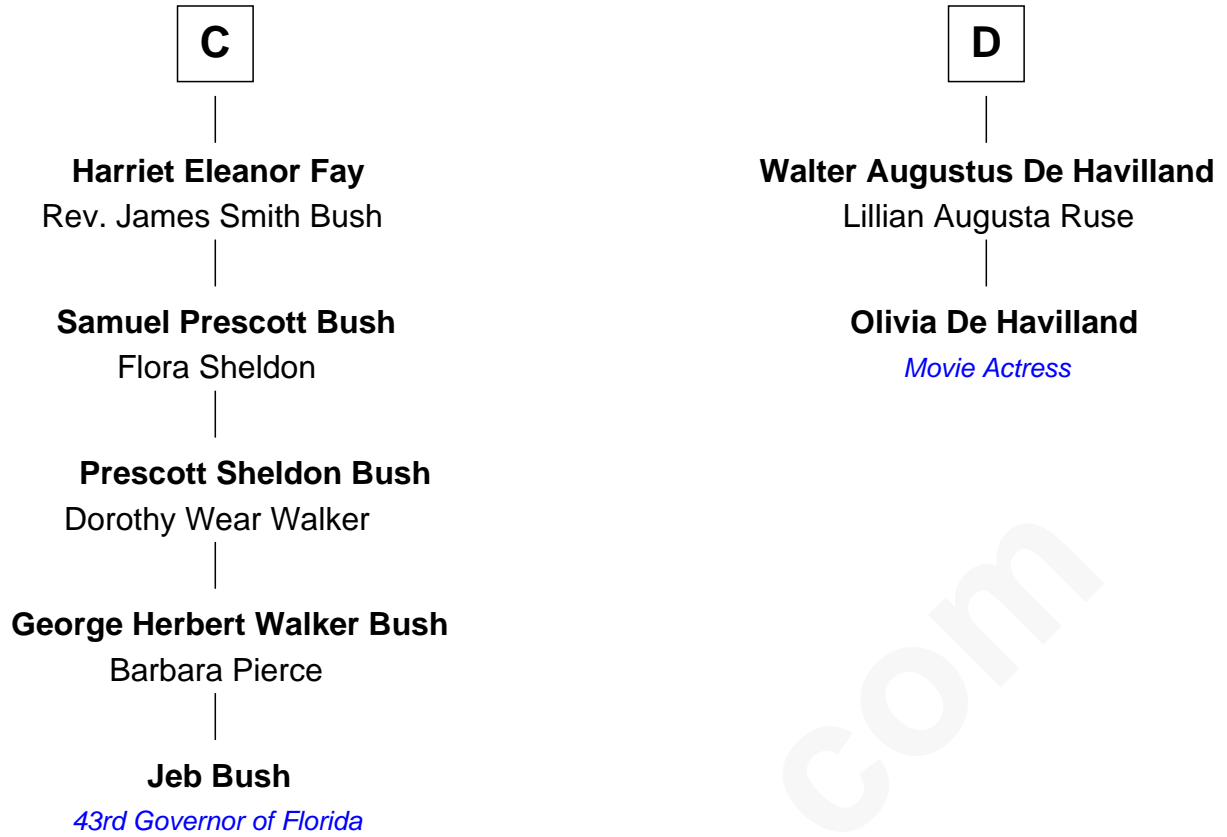 C
Harriet Eleanor Fay
Rev. James Smith Bush
Samuel Prescott Bush
Flora Sheldon
Prescott Sheldon Bush
Dorothy Wear Walker
George Herbert Walker Bush
Barbara Pierce
Jeb Bush
43rd Governor of Florida
D
Walter Augustus De Havilland
Lillian Augusta Ruse
Olivia De Havilland
Movie Actress
com